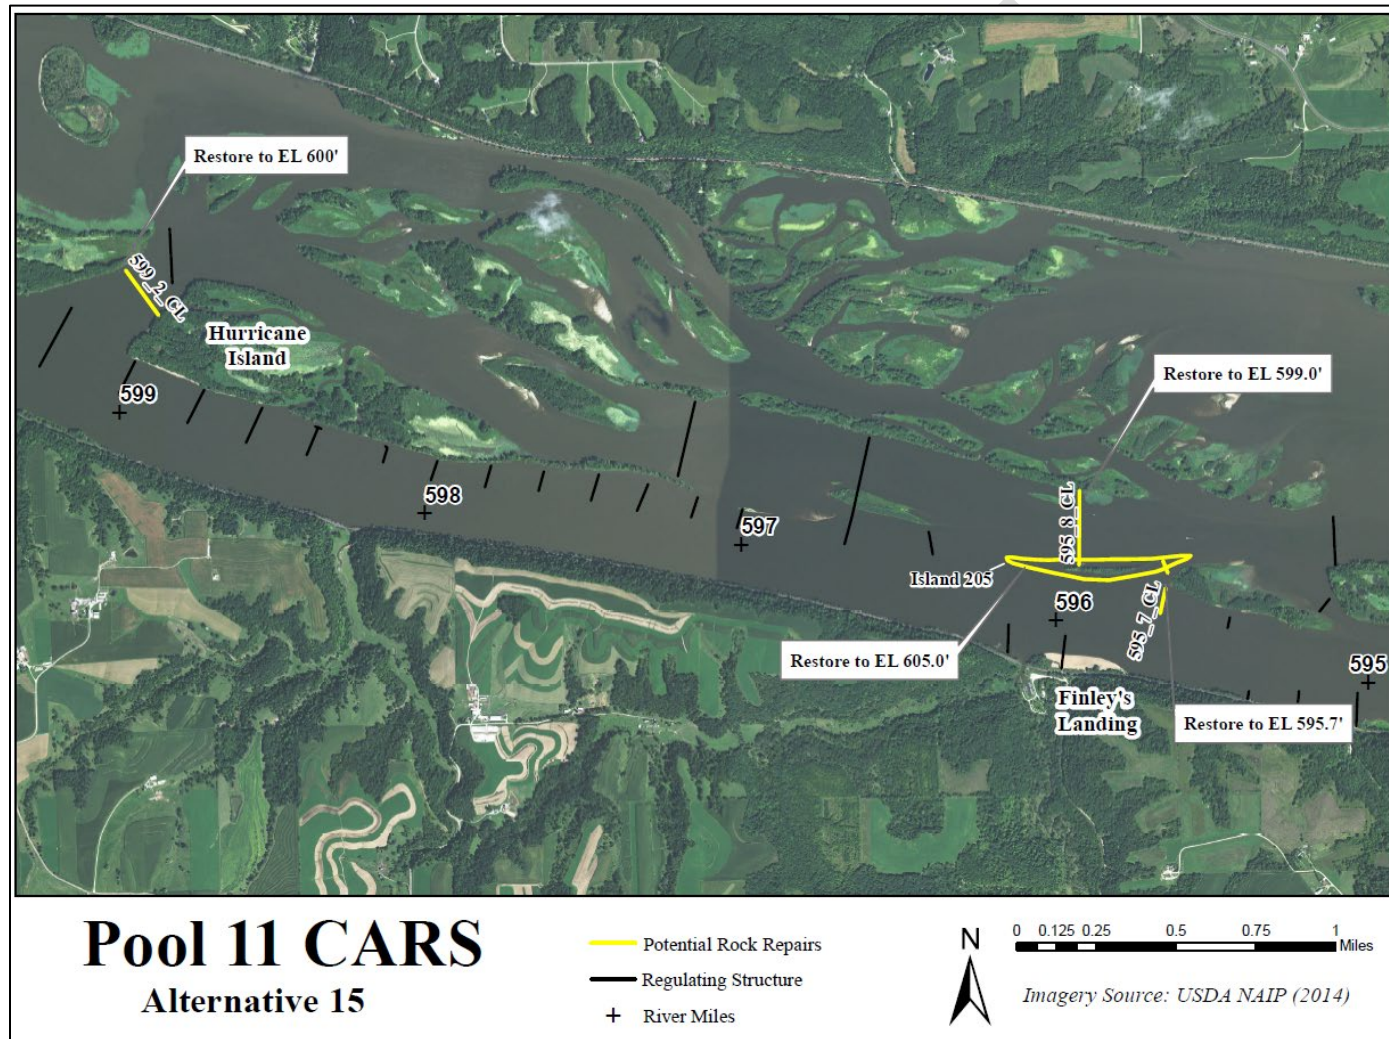 Restore to EL 600'
599_2_CL
Hurricane
Island
599
598
597
Restore to EL 599.0'
595_8_CL
Island 205
596
595_7_CL
Restore to EL 605.0'
595
Finley's
Landing
Restore to EL 595.7'
Pool 11 CARS
Alternative 15
Potential Rock Repairs
Regulating Structure
River Miles
N
0 0.125 0.25 0.5 0.75 1
Miles
Imagery Source: USDA NAIP (2014)